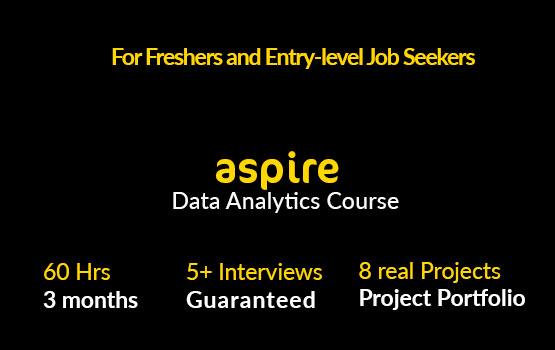 For Freshers and Entry-level Job Seekers
aspire
Data Analytics Course
60 Hrs
3 months
5+ Interviews
Guaranteed
8 real Projects
Project Portfolio